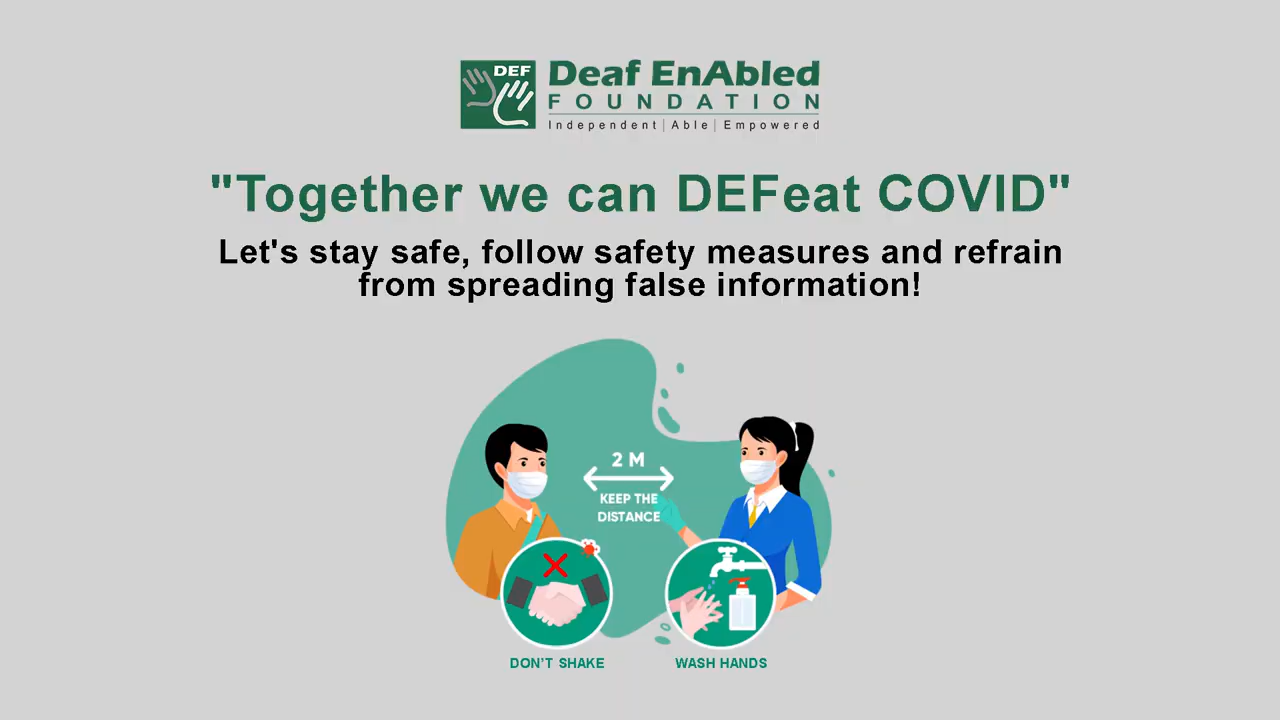 DEF
Deaf EnAbled
FOUNDATION
Independent | Able | Empowered
"Together we can DEFeat COVID"
Let's stay safe, follow safety measures and refrain
from spreading false information!
2 M
KEEP THE
DISTANCE
DON'T SHAKE
WASH HANDS